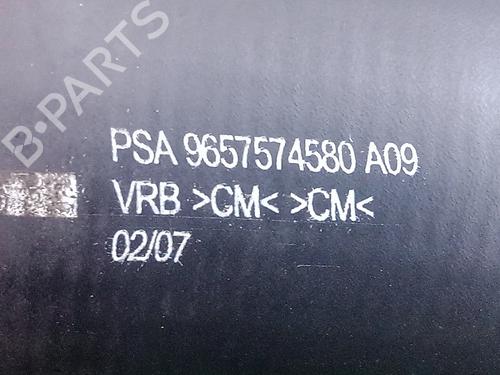 B-PARTS
PSA 9657574580 A09
VRB >CM< >CM<
02/07